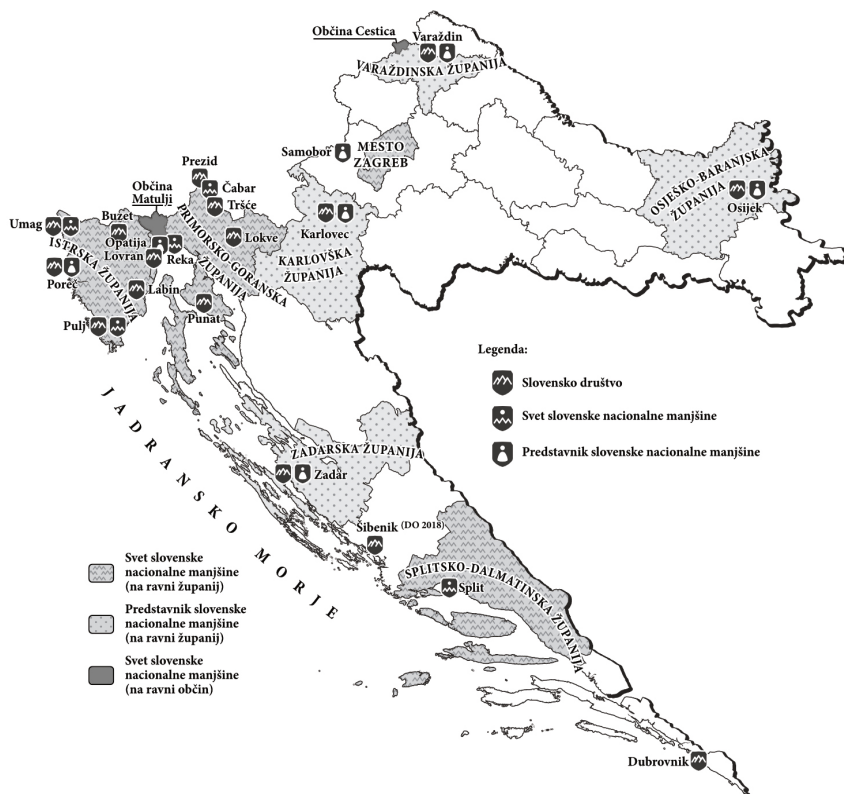 Občina Cestica
Varaždin
VARAŽDINSKA ŽUPANIJA
Samobor
MESTO
ZAGREB
Prezid
Čabar
Tršće
Občina
Matulji
Umag
Buzet
Opatija
Lovran
Reka
Lokve
PRIMORSKO-GORANSKA
ŽUPANIJA
ISTRSKA ŽUPANIJA
Poreč
Labin
Pulj
Punat
Karlovec
KARLOVŠKA
ŽUPANIJA
OSJEŠKO-BARANJSKA
ŽUPANIJA
Osijek
Legenda:
Slovensko društvo
Svet slovenske nacionalne manjšine
Predstavnik slovenske nacionalne manjšine
JADRANSKO MORJE
ZADARSKA ŽUPANIJA
Zadar
Šibenik (DO 2018)
SPLITSKO-DALMATINSKA ŽUPANIJA
Split
Dubrovnik
Svet slovenske
nacionalne manjšine
(na ravni županij)
Predstavnik slovenske
nacionalne manjšine
(na ravni županij)
Svet slovenske
nacionalne manjšine
(na ravni občin)